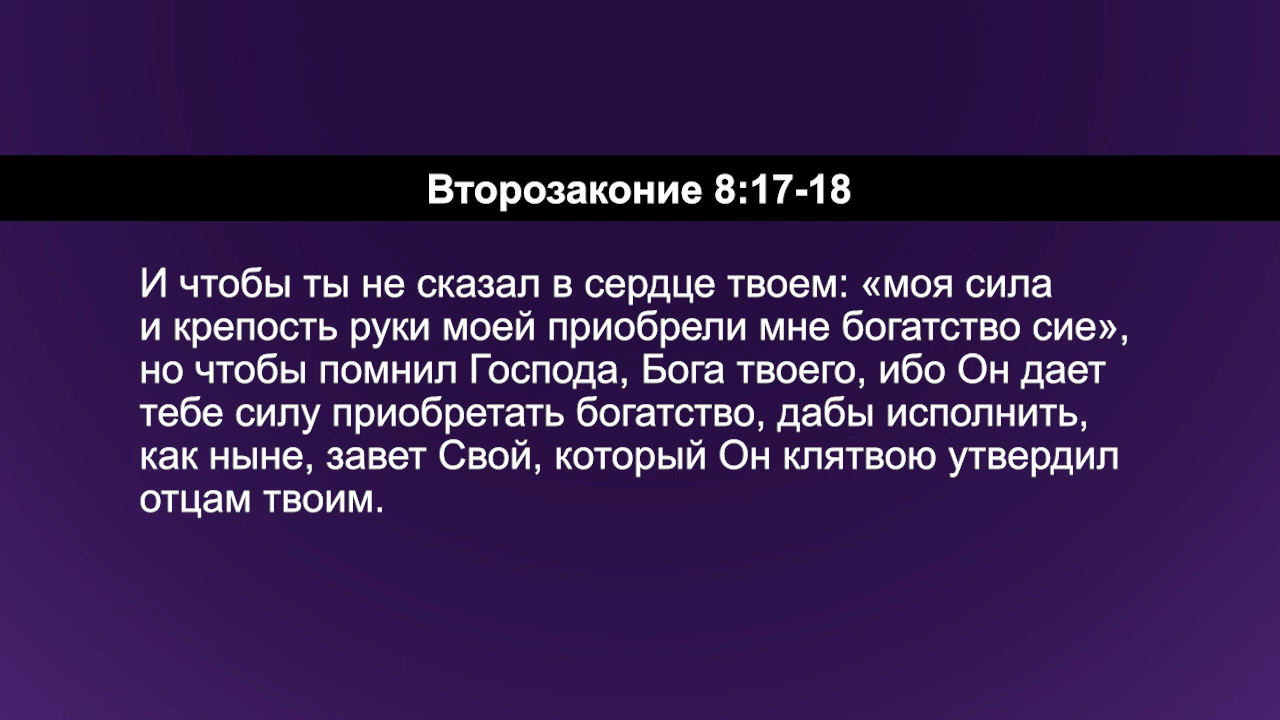 Второзаконие 8:17-18
И чтобы ты не сказал в сердце твоем: «моя сила
и крепость руки моей приобрели мне богатство сие»,
но чтобы помнил Господа, Бога твоего, ибо Он дает
тебе силу приобретать богатство, дабы исполнить,
как ныне, завет Свой, который Он клятвою утвердил
отцам твоим.